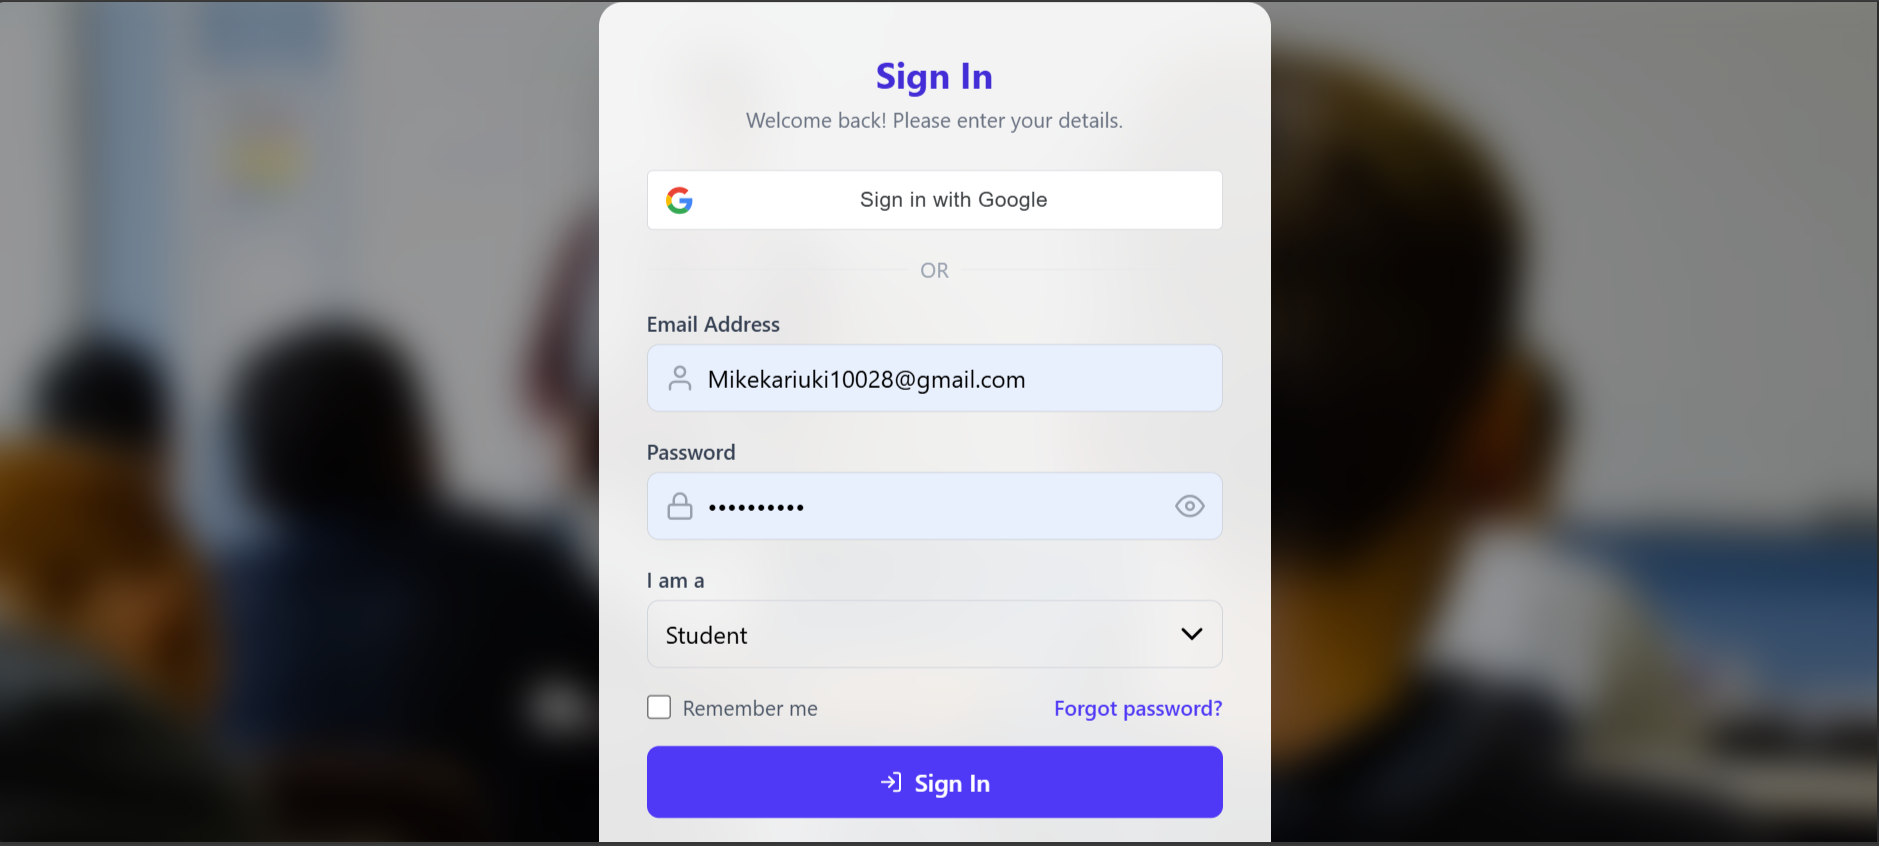 Sign In
Welcome back! Please enter your details.
Sign in with Google
OR
Email Address
Mikekariuki10028@gmail.com
Password
••••••••••
I am a
Student
Remember me
Forgot password?
Sign In